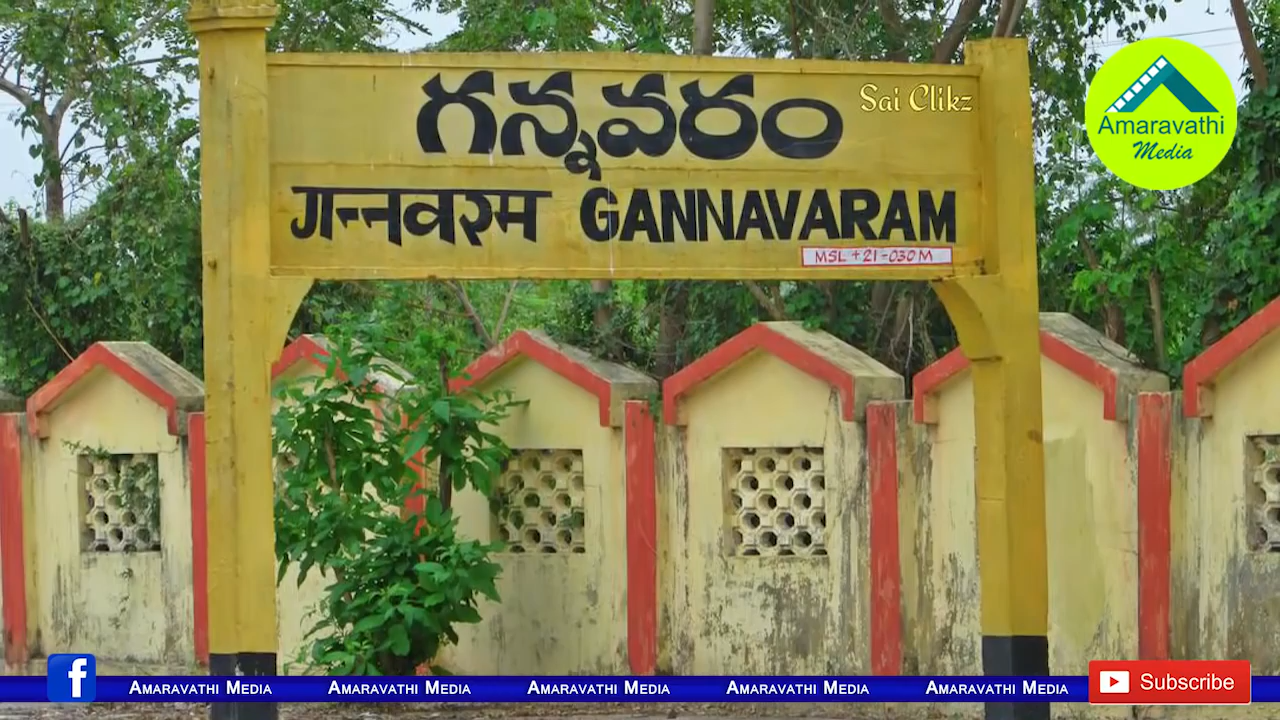 గన్నవరం
Sai Clikz
गन्नवरम GANNAVARAM
MSL + 21-030 M
Amaravathi
Media
f Amaravathi Media Amaravathi Media Amaravathi Media Amaravathi Media Amaravathi Media Subscribe